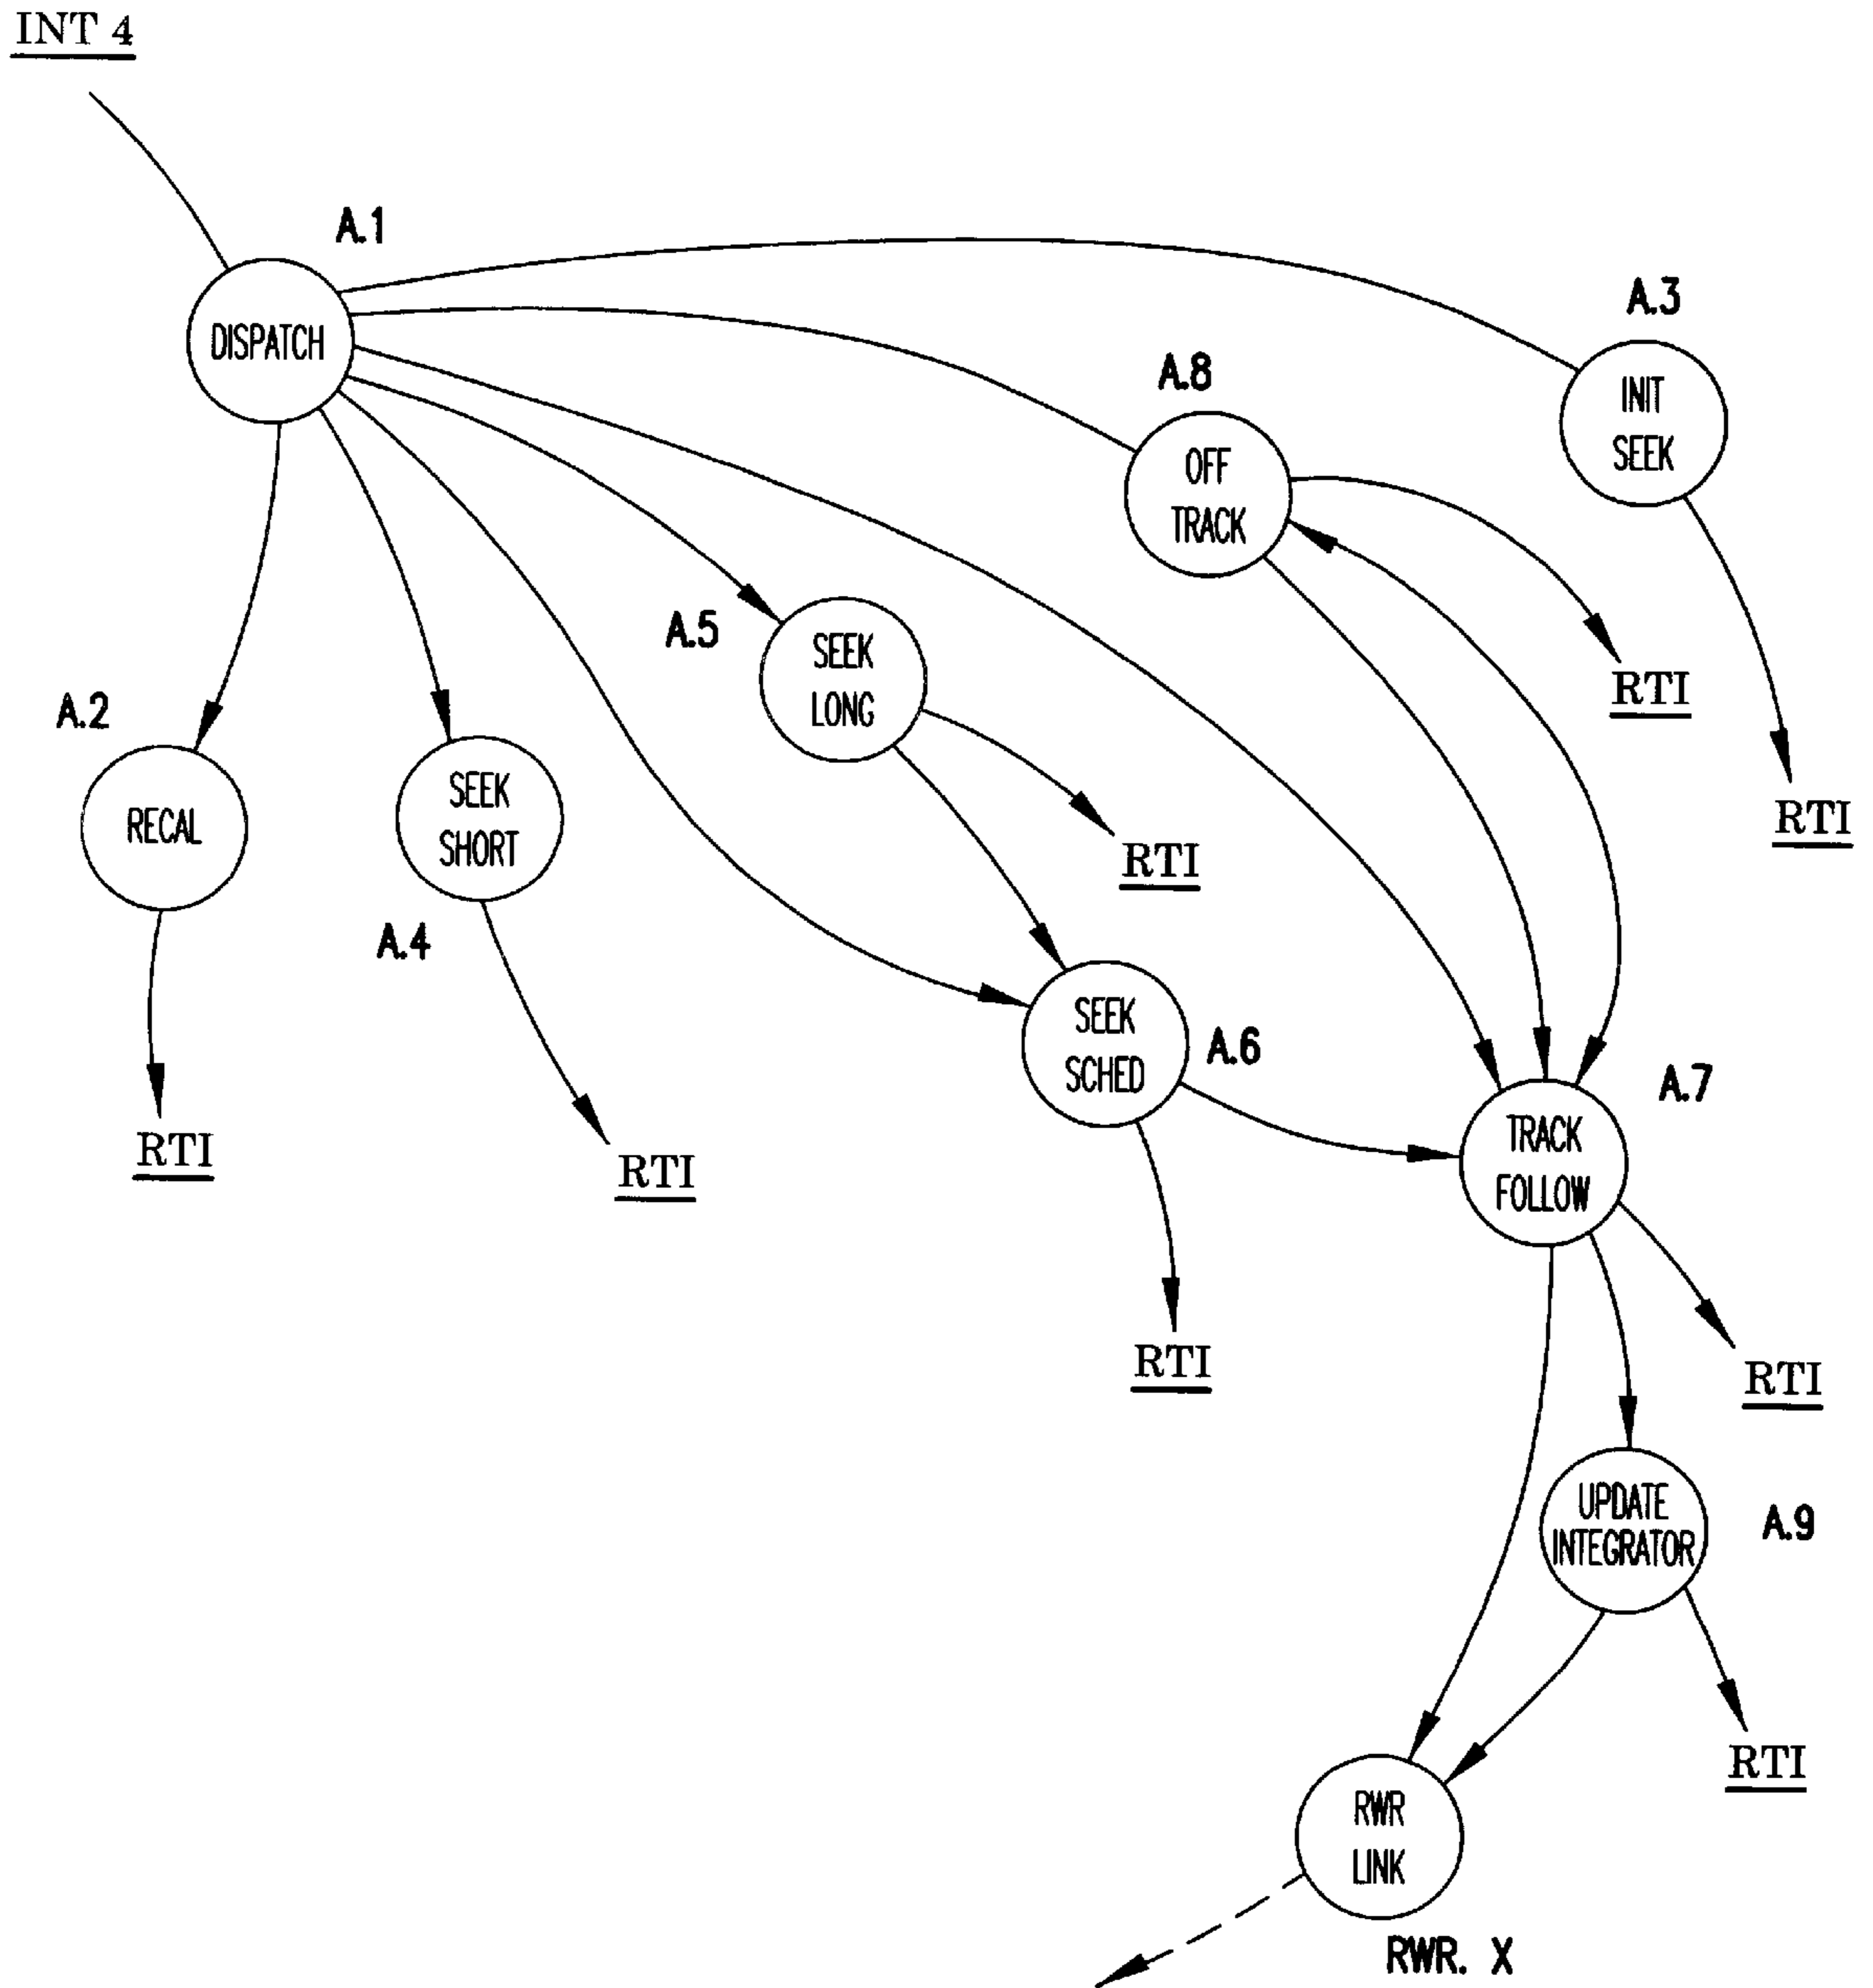 INT 4
A.1
DISPATCH
A.3
INIT
SEEK
A.8
OFF
TRACK
A.5
SEEK
LONG
RTI
A.2
RECAL
SEEK
SHORT
A.4
RTI
RTI
SEEK
SCHED
A.6
A.7
TRACK
FOLLOW
RTI
RTI
RTI
RTI
UPDATE
INTEGRATOR
A.9
RTI
RWR
LINK
RWR. X
RTI